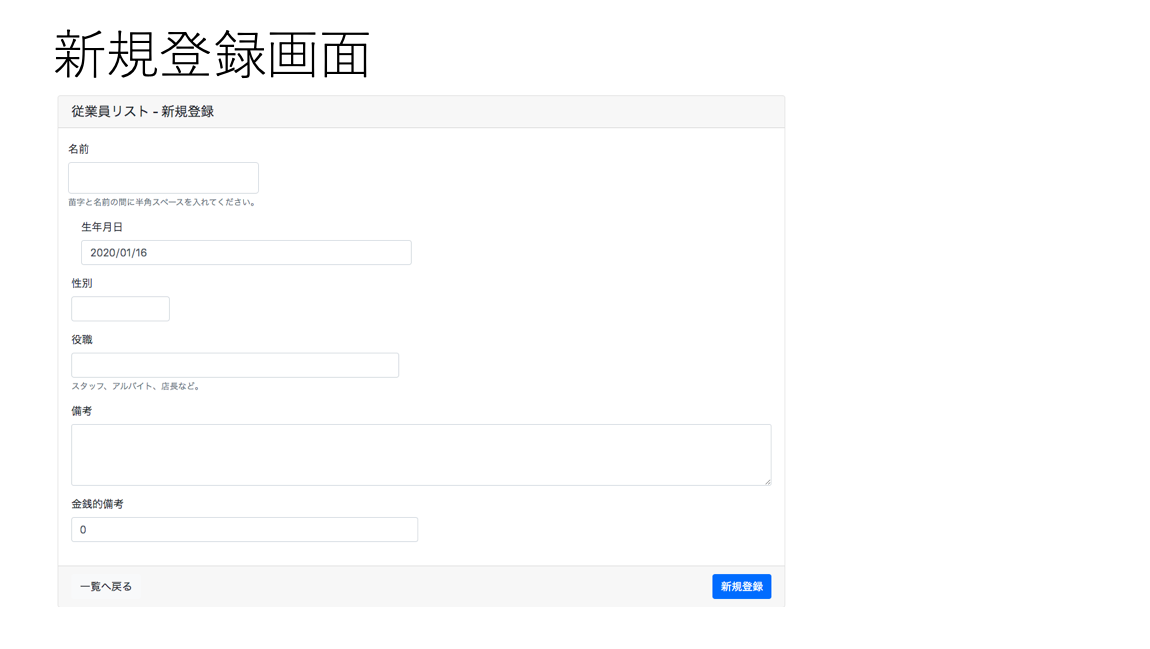 新規登録画面
従業員リスト - 新規登録
名前
苗字と名前の間に半角スペースを入れてください。
生年月日
2020/01/16
性別
役職
スタッフ、アルバイト、店長など。
備考
金銭的備考
0
一覧へ戻る
新規登録